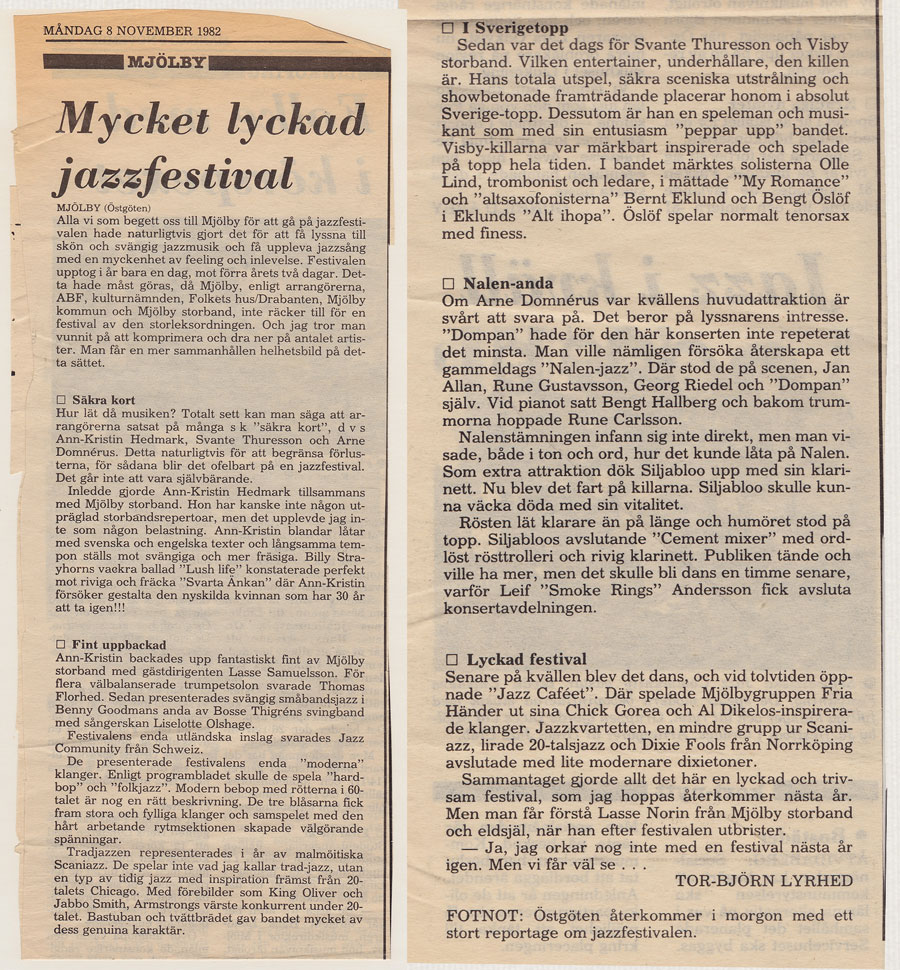 MÅNDAG 8 NOVEMBER 1982
MJÖLBY
Mycket lyckad
jazzfestival
MJÖLBY (Östgöten)
Alla vi som begett oss till Mjölby för att gå på jazzfesti-
valen hade naturligtvis gjort det för att få lyssna till
skön och svängig jazzmusik och få uppleva jazzsång
med en myckenhet av feeling och inlevelse. Festivalen
upptog i år bara en dag, mot förra årets två dagar. Det-
ta hade måst göras, då Mjölby, enligt arrangörerna,
ABF, kulturnämnden, Folkets hus/Drabanten, Mjölby
kommun och Mjölby storband, inte räcker till för en
festival av den storleksordningen. Och jag tror man
vunnit på att komprimera och dra ner på antalet artis-
ter. Man får en mer sammanhållen helhetsbild på det-
ta sättet.
□ Säkra kort
Hur lät då musiken? Totalt sett kan man säga att ar-
rangörerna satsat på många s k ”säkra kort”, d v s
Ann-Kristin Hedmark, Svante Thuresson och Arne
Domnérus. Detta naturligtvis för att begränsa förlus-
terna, för sådana blir det ofelbart på en jazzfestival.
Det går inte att vara självbärande.
Inledde gjorde Ann-Kristin Hedmark tillsammans
med Mjölby storband. Hon har kanske inte någon ut-
präglad storbandsrepertoar, men det upplevde jag in-
te som någon belastning. Ann-Kristin blandar låtar
med svenska och engelska texter och långsamma tem-
pon ställs mot svängiga och mer fräsiga. Billy Stra-
yhorns vackra ballad ”Lush life” konstaterade perfekt
mot riviga och fräcka ”Svarta Änkan” där Ann-Kristin
försöker gestalta den nyskilda kvinnan som har 30 år
att ta igen!!!
□ Fint uppbackad
Ann-Kristin backades upp fantastiskt fint av Mjölby
storband med gästdirigenten Lasse Samuelsson. För
flera välbalanserade trumpetsolon svarade Thomas
Florhed. Sedan presenterades svängig småbandsjazz i
Benny Goodmans anda av Bosse Thigréns svingband
med sångerskan Liselotte Olshage.
Festivalens enda utländska inslag svarades Jazz
Community från Schweiz.
De presenterade festivalens enda ”moderna”
klanger. Enligt programbladet skulle de spela ”hard-
bop” och ”folkjazz”. Modern bebop med rötterna i 60-
talet är nog en rätt beskrivning. De tre blåsarna fick
fram stora och fylliga klanger och samspelet med den
hårt arbetande rytmsektionen skapade välgörande
spänningar.
Tradjazzen representerades i år av malmöitiska
Scaniazz. De spelar inte vad jag kallar trad-jazz, utan
en typ av tidig jazz med inspiration främst från 20-
talets Chicago. Med förebilder som King Oliver och
Jabbo Smith, Armstrongs värste konkurrent under 20-
talet. Bastuban och tvättbrädet gav bandet mycket av
dess genuina karaktär.
□ I Sverigetopp
Sedan var det dags för Svante Thuresson och Visby
storband. Vilken entertainer, underhållare, den killen
är. Hans totala utspel, säkra sceniska utstrålning och
showbetonade framträdande placerar honom i absolut
Sverige-topp. Dessutom är han en speleman och musi-
kant som med sin entusiasm ”peppar upp” bandet.
Visby-killarna var märkbart inspirerade och spelade
på topp hela tiden. I bandet märktes solisterna Olle
Lind, trombonist och ledare, i mättade ”My Romance”
och ”altsaxofonisterna” Bernt Eklund och Bengt Öslöf
i Eklunds ”Alt ihopa”. Öslöf spelar normalt tenorsax
med finess.
□ Nalen-anda
Om Arne Domnérus var kvällens huvudattraktion är
svårt att svara på. Det beror på lyssnarens intresse.
”Dompan” hade för den här konserten inte repeterat
det minsta. Man ville nämligen försöka återskapa ett
gammeldags ”Nalen-jazz”. Där stod de på scenen, Jan
Allan, Rune Gustavsson, Georg Riedel och ”Dompan”
själv. Vid pianot satt Bengt Hallberg och bakom trum-
morna hoppade Rune Carlsson.
Nalenstämningen infann sig inte direkt, men man vi-
sade, både i ton och ord, hur det kunde låta på Nalen.
Som extra attraktion dök Siljabloo upp med sin klari-
nett. Nu blev det fart på killarna. Siljabloo skulle kun-
na väcka döda med sin vitalitet.
Rösten lät klarare än på länge och humöret stod på
topp. Siljabloos avslutande ”Cement mixer” med ord-
löst rösttrolleri och rivig klarinett. Publiken tände och
ville ha mer, men det skulle bli dans en timme senare,
varför Leif ”Smoke Rings” Andersson fick avsluta
konsertavdelningen.
□ Lyckad festival
Senare på kvällen blev det dans, och vid tolvtiden öpp-
nade ”Jazz Caféet”. Där spelade Mjölbygruppen Fria
Händer ut sina Chick Gorea och Al Dikelos-inspirera-
de klanger. Jazzkvartetten, en mindre grupp ur Scani-
azz, lirade 20-talsjazz och Dixie Fools från Norrköping
avslutade med lite modernare dixietoner.
Sammantaget gjorde allt det här en lyckad och triv-
sam festival, som jag hoppas återkommer nästa år.
Men man får förstå Lasse Norin från Mjölby storband
och eldsjäl, när han efter festivalen utbrister.
— Ja, jag orkar nog inte med en festival nästa år
igen. Men vi får väl se . . .
TOR-BJÖRN LYRHED
FOTNOT: Östgöten återkommer i morgon med ett
stort reportage om jazzfestivalen.